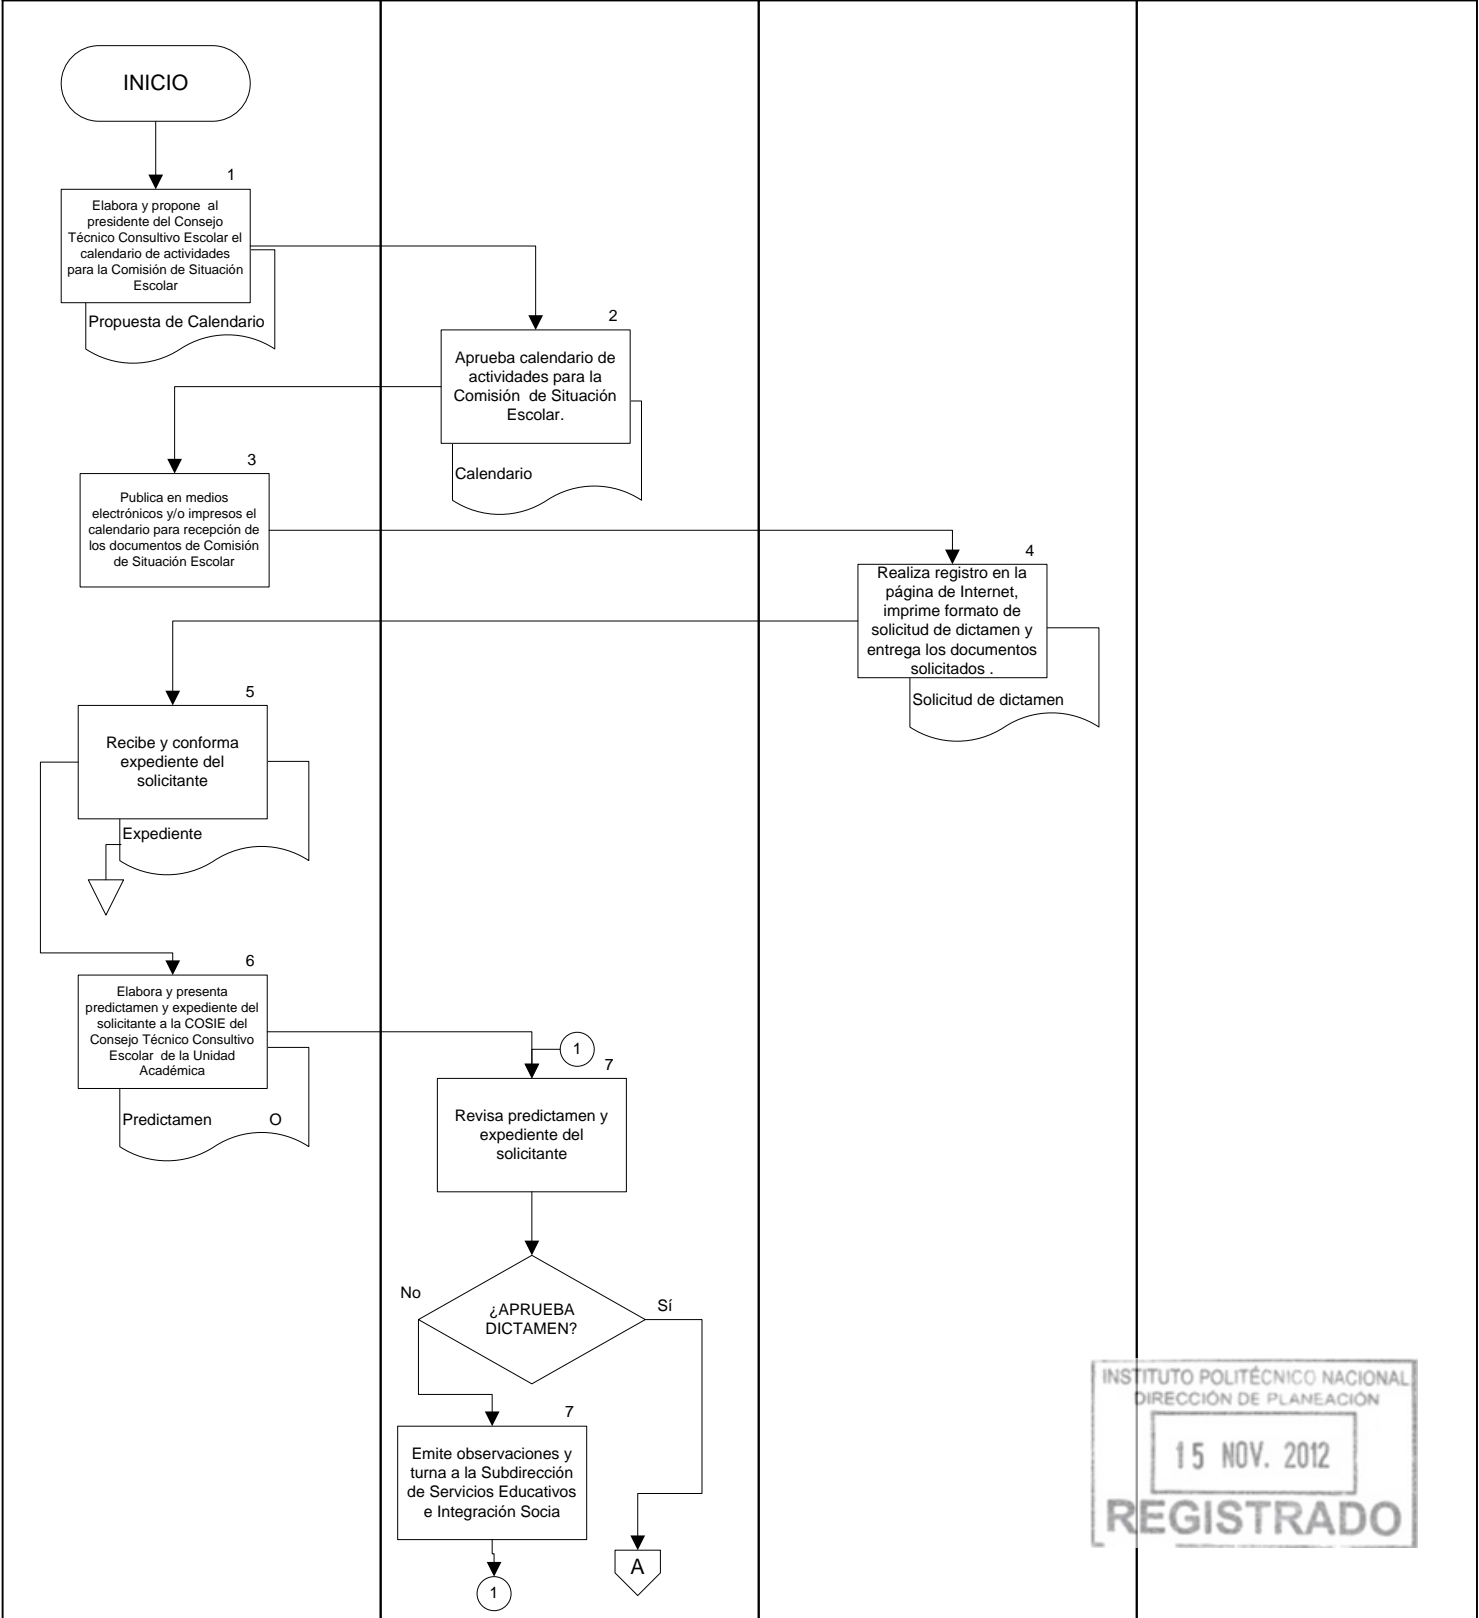 INICIO
1
Elabora y propone al
presidente del Consejo
Técnico Consultivo Escolar el
calendario de actividades
para la Comisión de Situación
Escolar
Propuesta de Calendario
2
Aprueba calendario de
actividades para la
Comisión de Situación
Escolar.
Calendario
3
Publica en medios
electrónicos y/o impresos el
calendario para recepción de
los documentos de Comisión
de Situación Escolar
4
Realiza registro en la
página de Internet,
imprime formato de
solicitud de dictamen y
entrega los documentos
solicitados .
Solicitud de dictamen
5
Recibe y conforma
expediente del
solicitante
Expediente
6
Elabora y presenta
predictamen y expediente del
solicitante a la COSIE del
Consejo Técnico Consultivo
Escolar de la Unidad
Académica
Predictamen O
1
7
Revisa predictamen y
expediente del
solicitante
¿APRUEBA
DICTAMEN?
No
Sí
7
Emite observaciones y
turna a la Subdirección
de Servicios Educativos
e Integración Socia
1
A
INSTITUTO POLITÉCNICO NACIONAL
DIRECCIÓN DE PLANEACIÓN
15 NOV. 2012
REGISTRADO